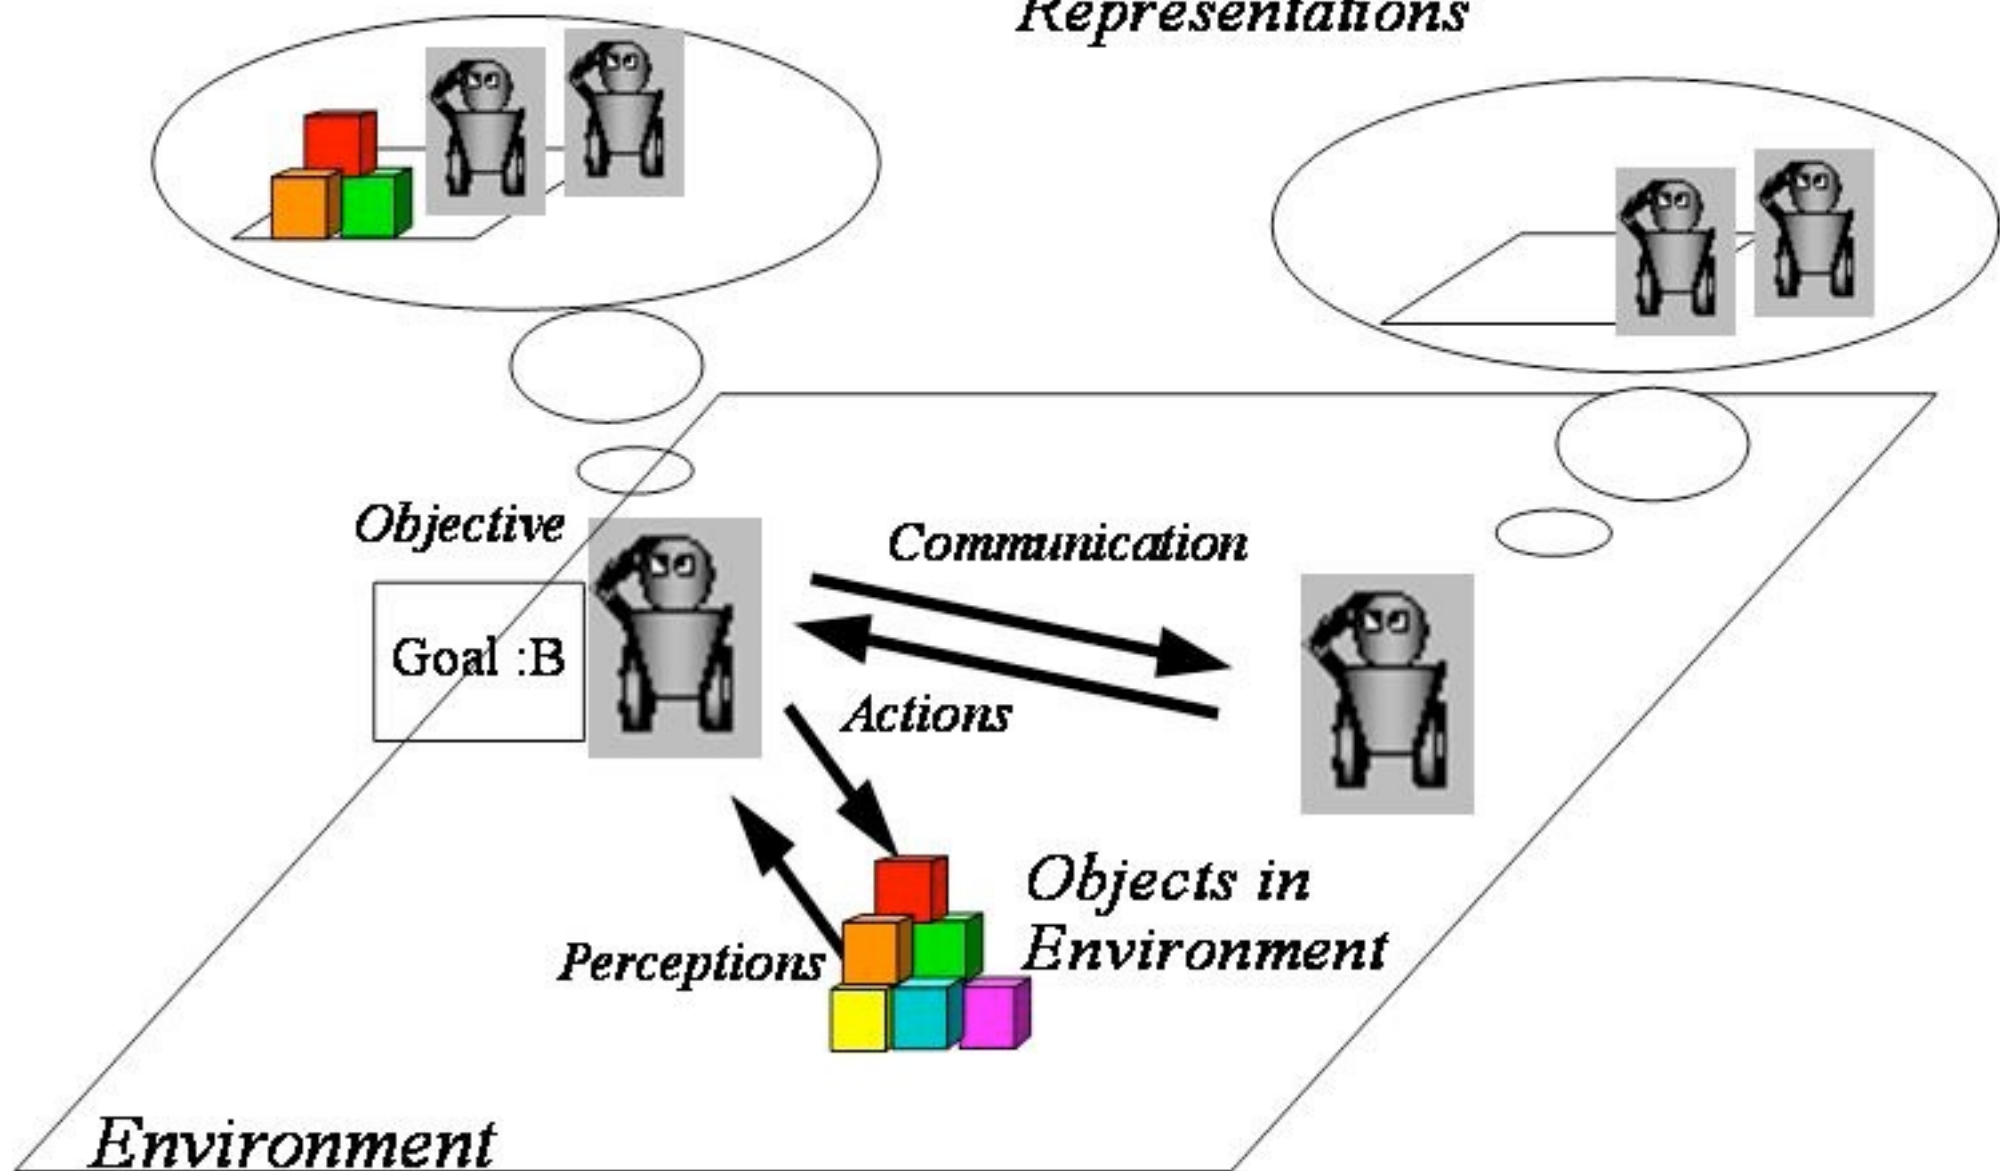 Representations
Objective
Communication
Goal :B
Actions
Objects in
Environment
Perceptions
Environment